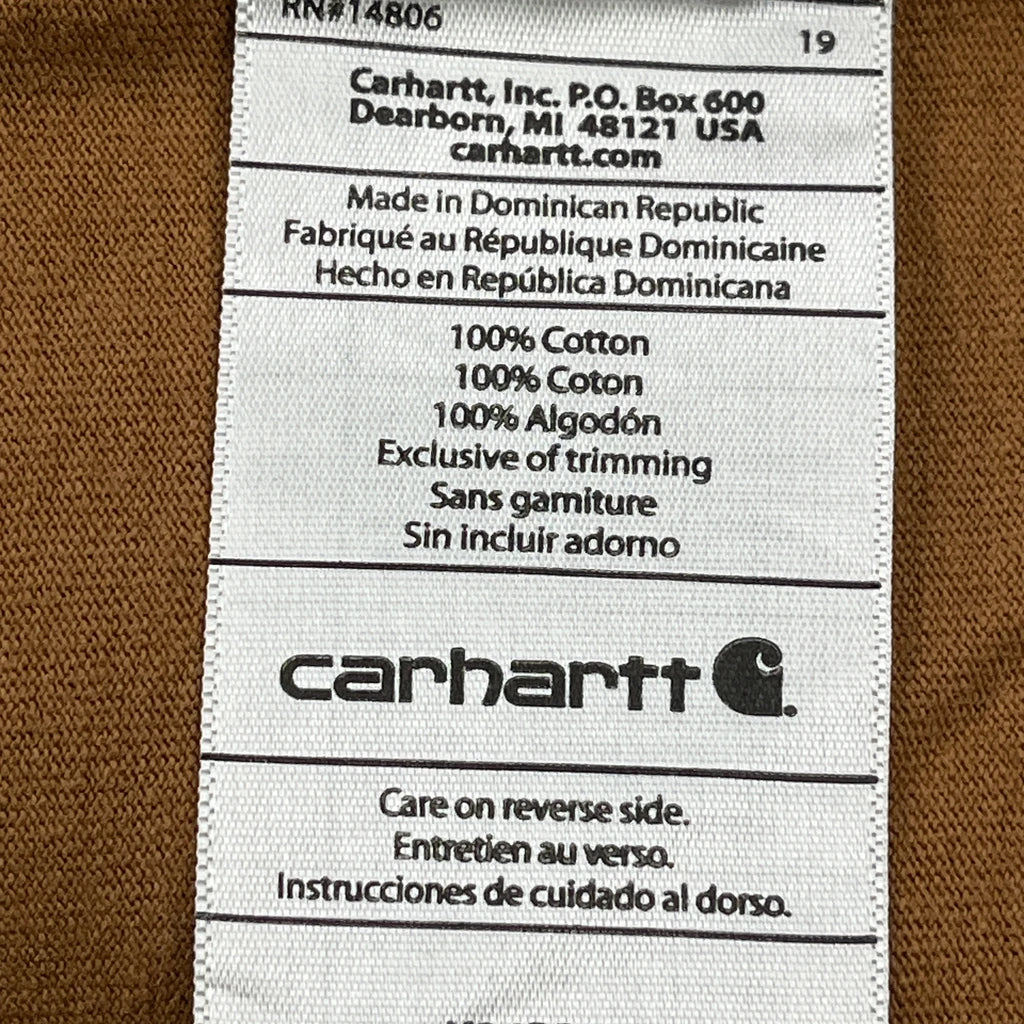 RN#14806
19
Carhartt, Inc. P.O. Box 600
Dearborn, MI 48121 USA
carhartt.com
Made in Dominican Republic
Fabriqué au République Dominicaine
Hecho en República Dominicana
100% Cotton
100% Coton
100% Algodón
Exclusive of trimming
Sans garniture
Sin incluir adorno
carhartt
Care on reverse side.
Entretien au verso.
Instrucciones de cuidado al dorso.